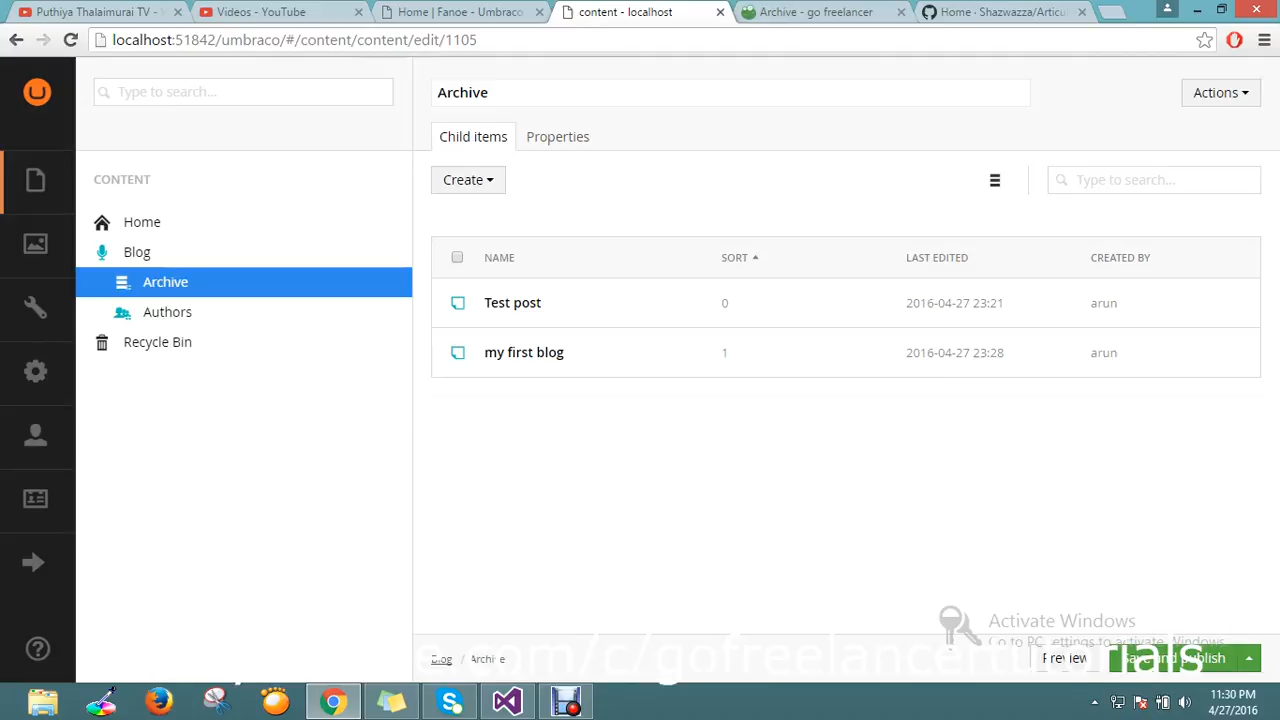 Puthiya Thalaimurai TV -
Videos - YouTube
Home | Fanoe - Umbraco
content - localhost
Archive - go freelancer
Home · Shazwazza/Articul
localhost:51842/umbraco/#/content/content/edit/1105
Type to search...
Archive
Actions
Child items
Properties
CONTENT
Create
Type to search...
Home
Blog
Archive
Authors
Recycle Bin
NAME SORT LAST EDITED CREATED BY
Test post 0 2016-04-27 23:21 arun
my first blog 1 2016-04-27 23:28 arun
Activate Windows
Go to PC settings to activate Windows.
.com/c/gofreelancertutorials
Blog / Archive
Preview
Save and publish
11:30 PM
4/27/2016